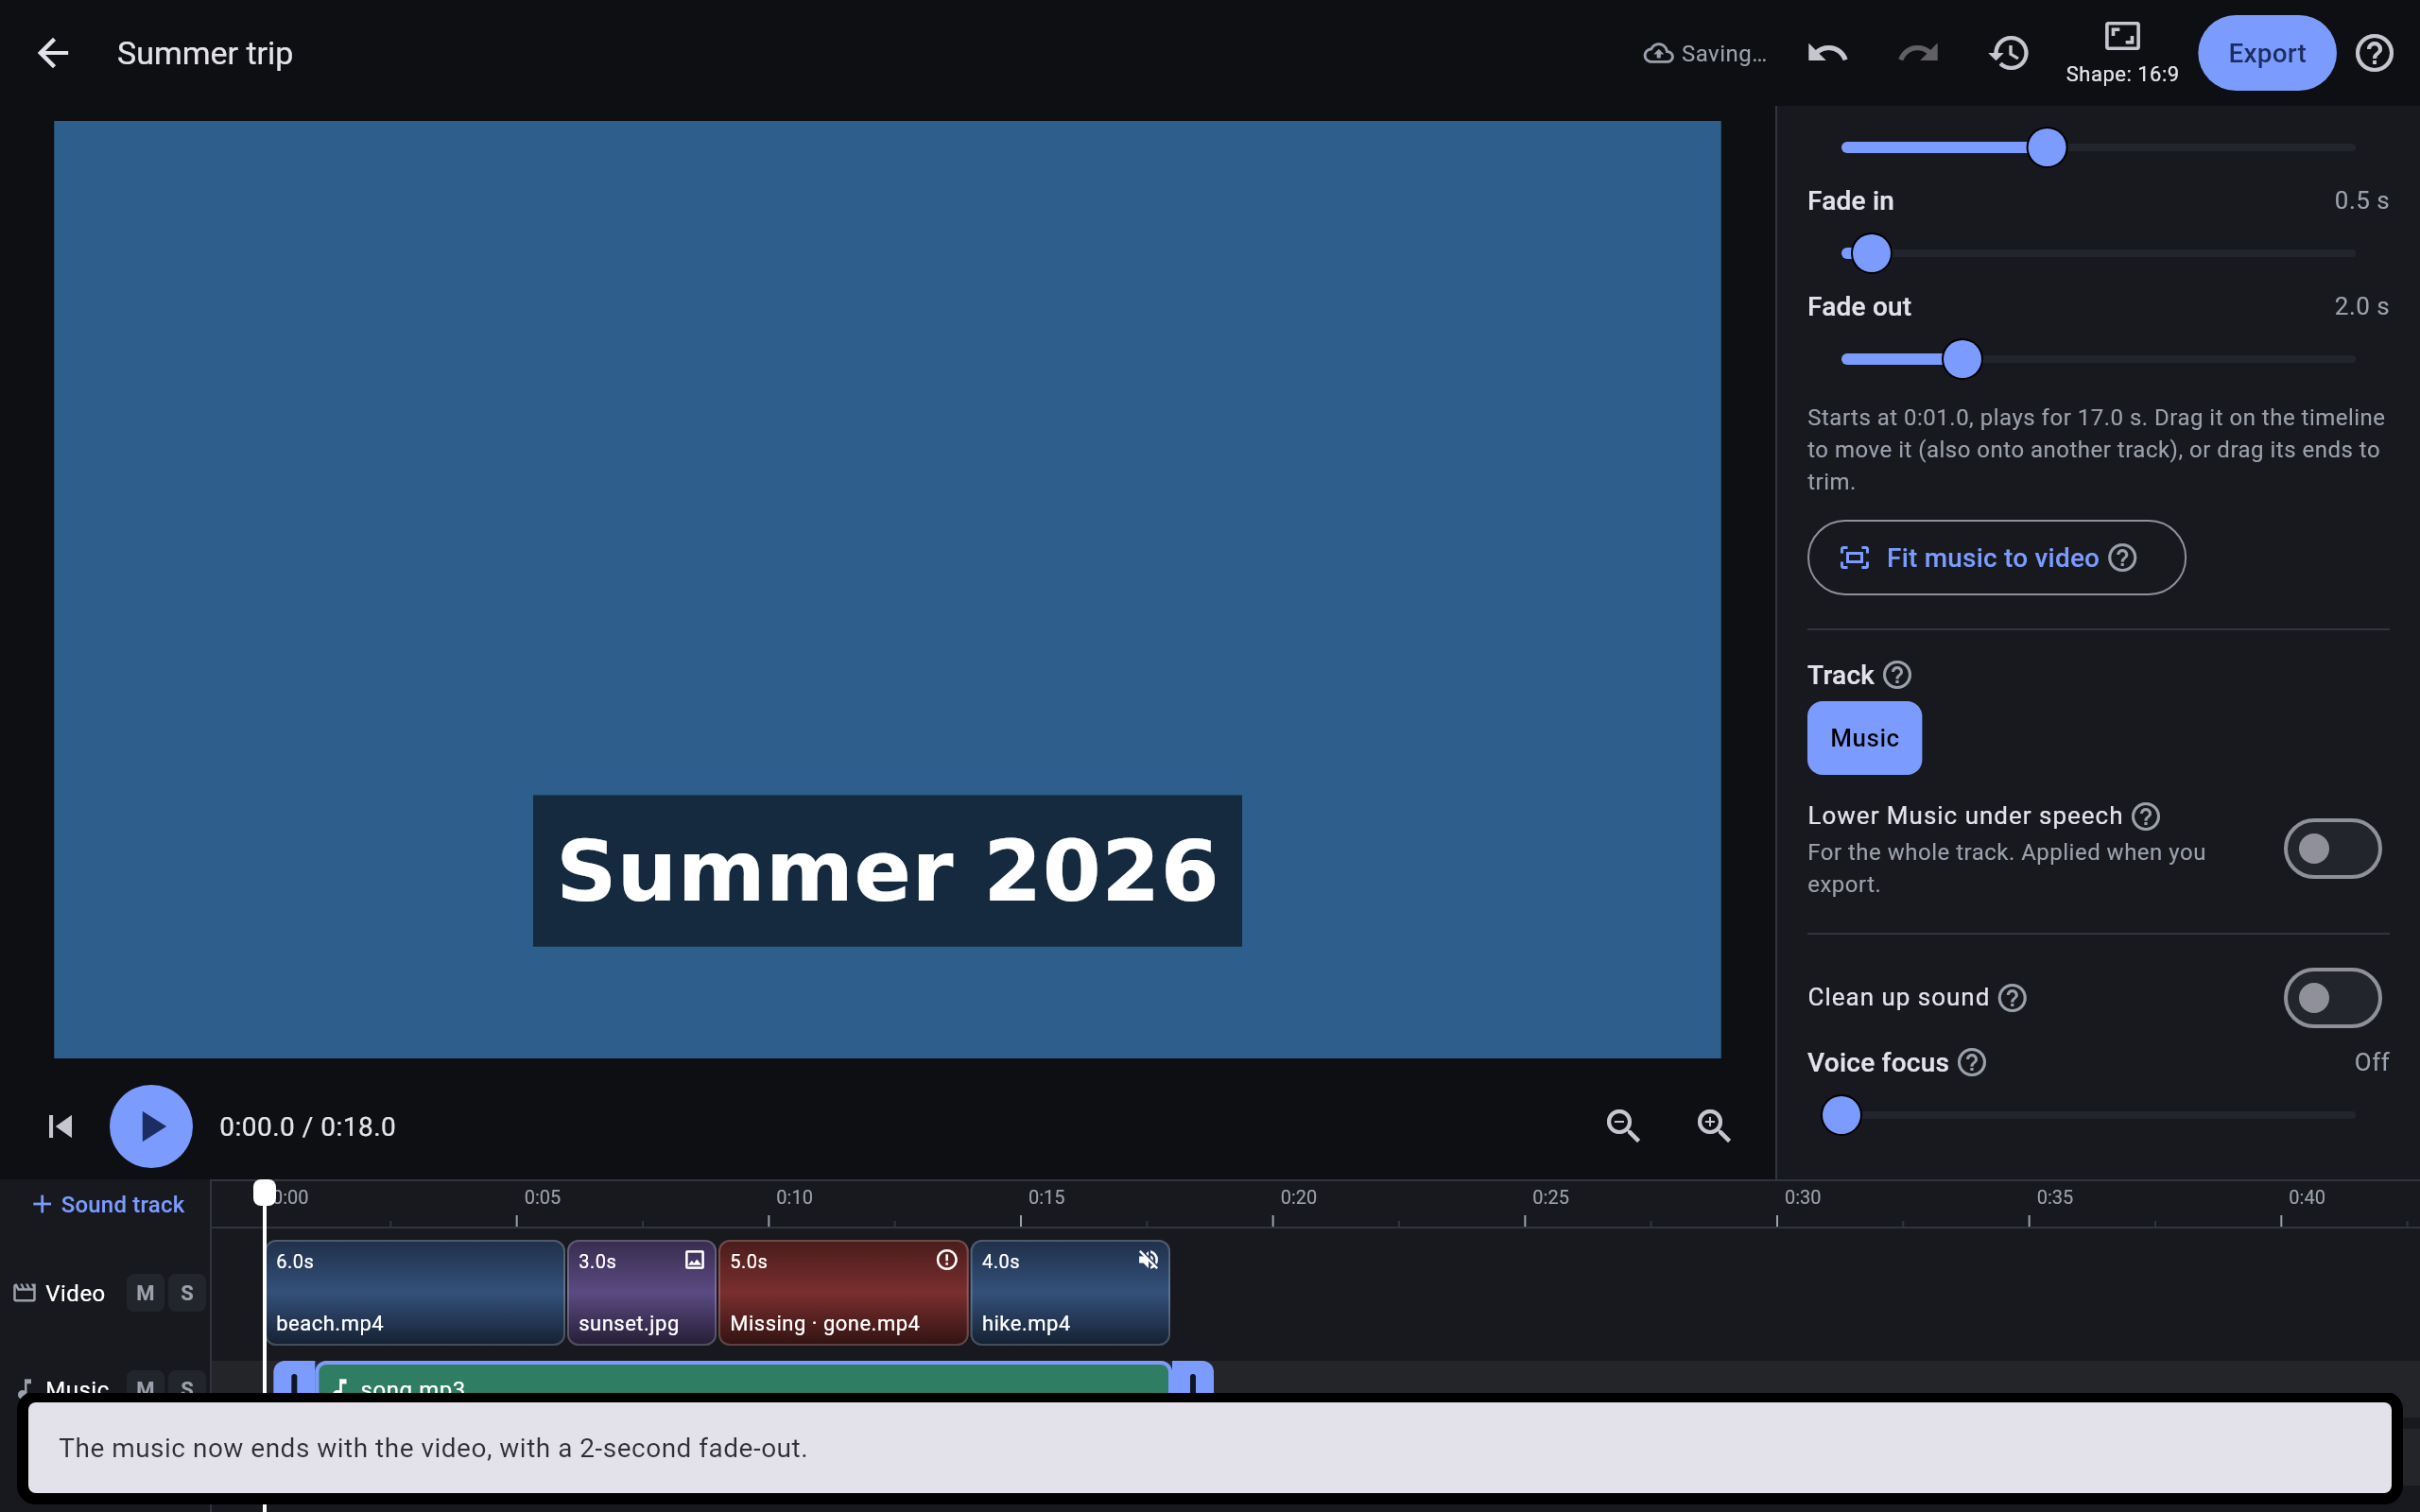 Summer trip
Saving...
Shape: 16:9
Export
Fade in
0.5 s
Fade out
2.0 s
Starts at 0:01.0, plays for 17.0 s. Drag it on the timeline
to move it (also onto another track), or drag its ends to
trim.
Fit music to video
Track
Music
Lower Music under speech
For the whole track. Applied when you
export.
Clean up sound
Voice focus
Off
Summer 2026
0:00.0 / 0:18.0
+ Sound track
0:00
0:05
0:10
0:15
0:20
0:25
0:30
0:35
0:40
Video
M
S
6.0s
beach.mp4
3.0s
sunset.jpg
5.0s
Missing · gone.mp4
4.0s
hike.mp4
Music
M
S
song.mp3
The music now ends with the video, with a 2-second fade-out.